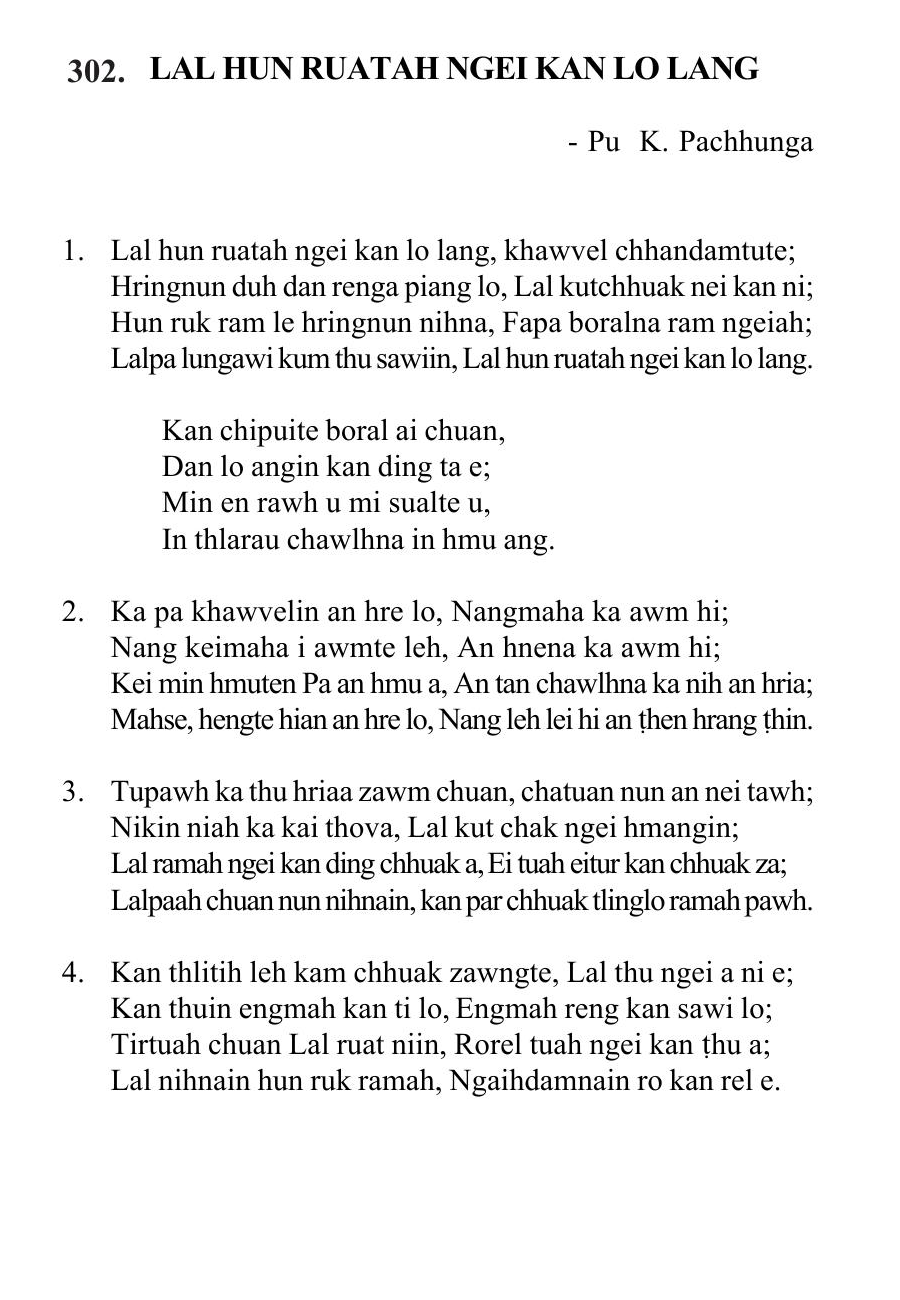 302. LAL HUN RUATAH NGEI KAN LO LANG
- Pu K. Pachhunga
1. Lal hun ruatah ngei kan lo lang, khawvel chhandamtute;
Hringnun duh dan renga piang lo, Lal kutchhuak nei kan ni;
Hun ruk ram le hringnun nihna, Fapa boralna ram ngeiah;
Lalpa lungawi kum thu sawiin, Lal hun ruatah ngei kan lo lang.
Kan chipuite boral ai chuan,
Dan lo angin kan ding ta e;
Min en rawh u mi sualte u,
In thlarau chawlhna in hmu ang.
2. Ka pa khawvelin an hre lo, Nangmaha ka awm hi;
Nang keimaha i awmte leh, An hnena ka awm hi;
Kei min hmuten Pa an hmu a, An tan chawlhna ka nih an hria;
Mahse, hengte hian an hre lo, Nang leh lei hi an ṭhen hrang ṭhin.
3. Tupawh ka thu hriaa zawm chuan, chatuan nun an nei tawh;
Nikin niah ka kai thova, Lal kut chak ngei hmangin;
Lal ramah ngei kan ding chhuak a, Ei tuah eitur kan chhuak za;
Lalpaah chuan nun nihnain, kan par chhuak tlinglo ramah pawh.
4. Kan thlitih leh kam chhuak zawngte, Lal thu ngei a ni e;
Kan thuin engmah kan ti lo, Engmah reng kan sawi lo;
Tirtuah chuan Lal ruat niin, Rorel tuah ngei kan ṭhu a;
Lal nihnain hun ruk ramah, Ngaihdamnain ro kan rel e.